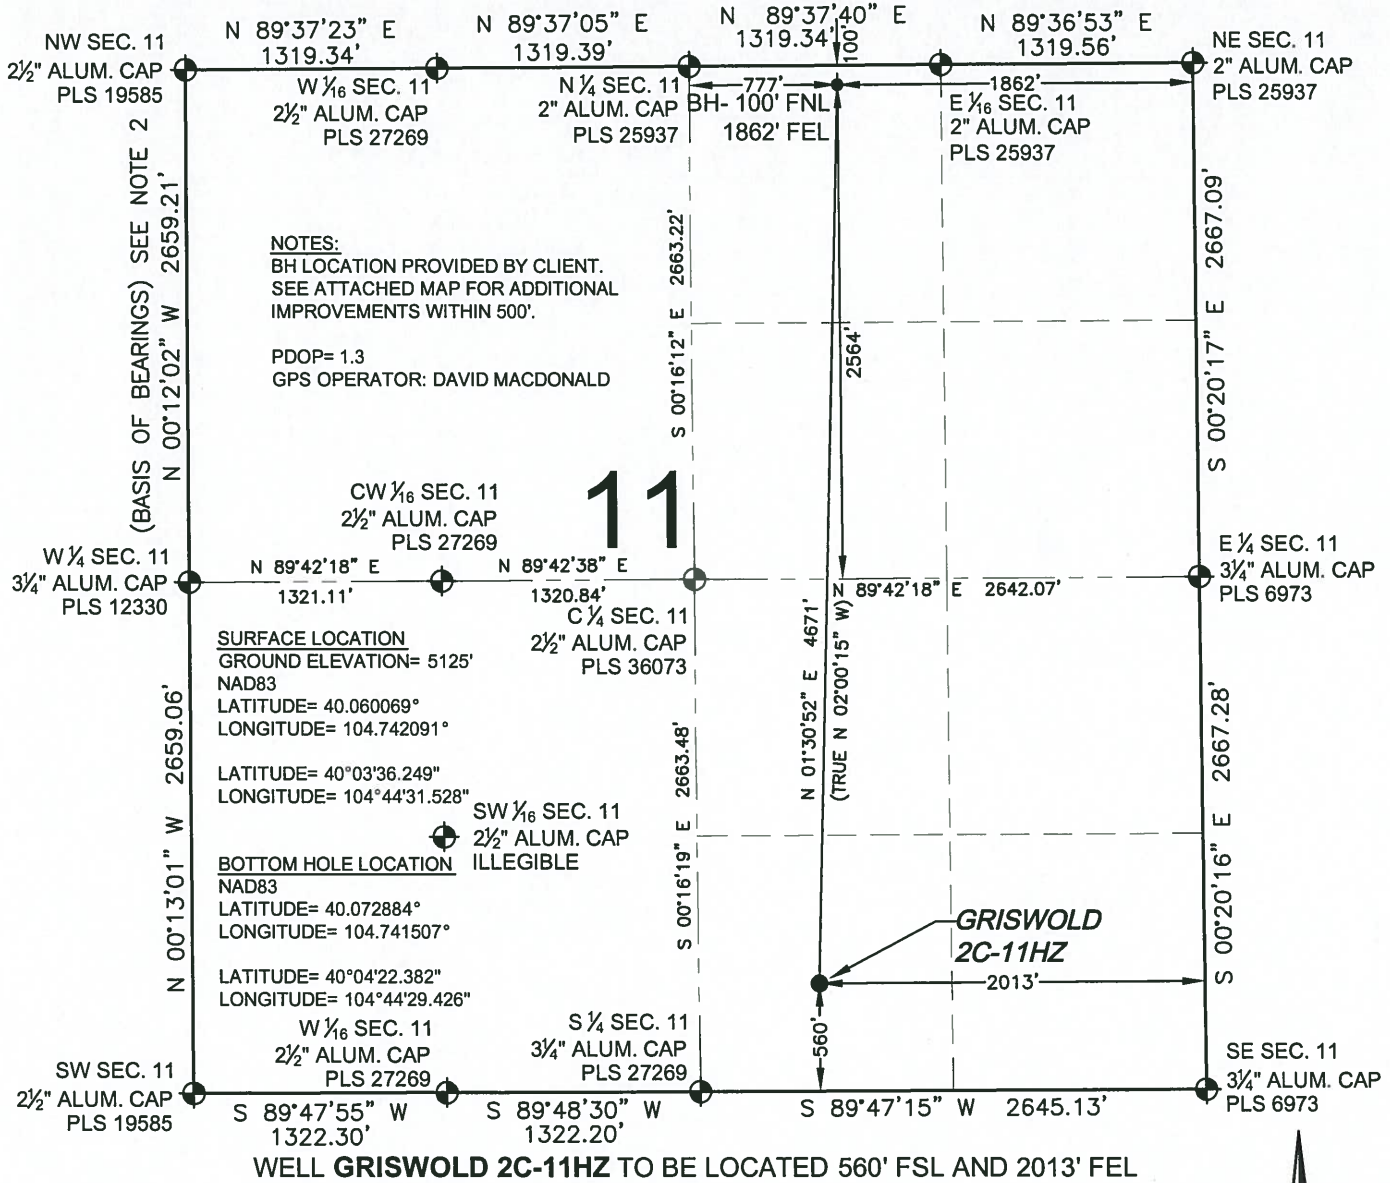 N 89°37'23" E
1319.34'
N 89°37'05" E
1319.39'
N 89°37'40" E
1319.34'
100'
N 89°36'53" E
1319.56'
NW SEC. 11
2½" ALUM. CAP
PLS 19585
W 1/16 SEC. 11
2½" ALUM. CAP
PLS 27269
N ¼ SEC. 11
2" ALUM. CAP
PLS 25937
777'
BH- 100' FNL
1862' FEL
1862'
E 1/16 SEC. 11
2" ALUM. CAP
PLS 25937
NE SEC. 11
2" ALUM. CAP
PLS 25937
(BASIS OF BEARINGS) SEE NOTE 2
N 00°12'02" W 2659.21'
NOTES:
BH LOCATION PROVIDED BY CLIENT.
SEE ATTACHED MAP FOR ADDITIONAL
IMPROVEMENTS WITHIN 500'.
PDOP= 1.3
GPS OPERATOR: DAVID MACDONALD
S 00°16'12" E 2663.22'
2564'
S 00°20'17" E 2667.09'
11
CW 1/16 SEC. 11
2½" ALUM. CAP
PLS 27269
W ¼ SEC. 11
3¼" ALUM. CAP
PLS 12330
N 89°42'18" E
1321.11'
N 89°42'38" E
1320.84'
C ¼ SEC. 11
2½" ALUM. CAP
PLS 36073
N 89°42'18" E 2642.07'
E ¼ SEC. 11
3¼" ALUM. CAP
PLS 6973
N 01°30'52" E 4671'
(TRUE N 02°00'15" W)
SURFACE LOCATION
GROUND ELEVATION= 5125'
NAD83
LATITUDE= 40.060069°
LONGITUDE= 104.742091°
LATITUDE= 40°03'36.249"
LONGITUDE= 104°44'31.528"
SW 1/16 SEC. 11
2½" ALUM. CAP
ILLEGIBLE
BOTTOM HOLE LOCATION
NAD83
LATITUDE= 40.072884°
LONGITUDE= 104.741507°
LATITUDE= 40°04'22.382"
LONGITUDE= 104°44'29.426"
N 00°13'01" W 2659.06'
S 00°16'19" E 2663.48'
S 00°20'16" E 2667.28'
GRISWOLD
2C-11HZ
2013'
560'
W 1/16 SEC. 11
2½" ALUM. CAP
PLS 27269
S ¼ SEC. 11
3¼" ALUM. CAP
PLS 27269
SW SEC. 11
2½" ALUM. CAP
PLS 19585
SE SEC. 11
3¼" ALUM. CAP
PLS 6973
S 89°47'55" W
1322.30'
S 89°48'30" W
1322.20'
S 89°47'15" W 2645.13'
WELL GRISWOLD 2C-11HZ TO BE LOCATED 560' FSL AND 2013' FEL